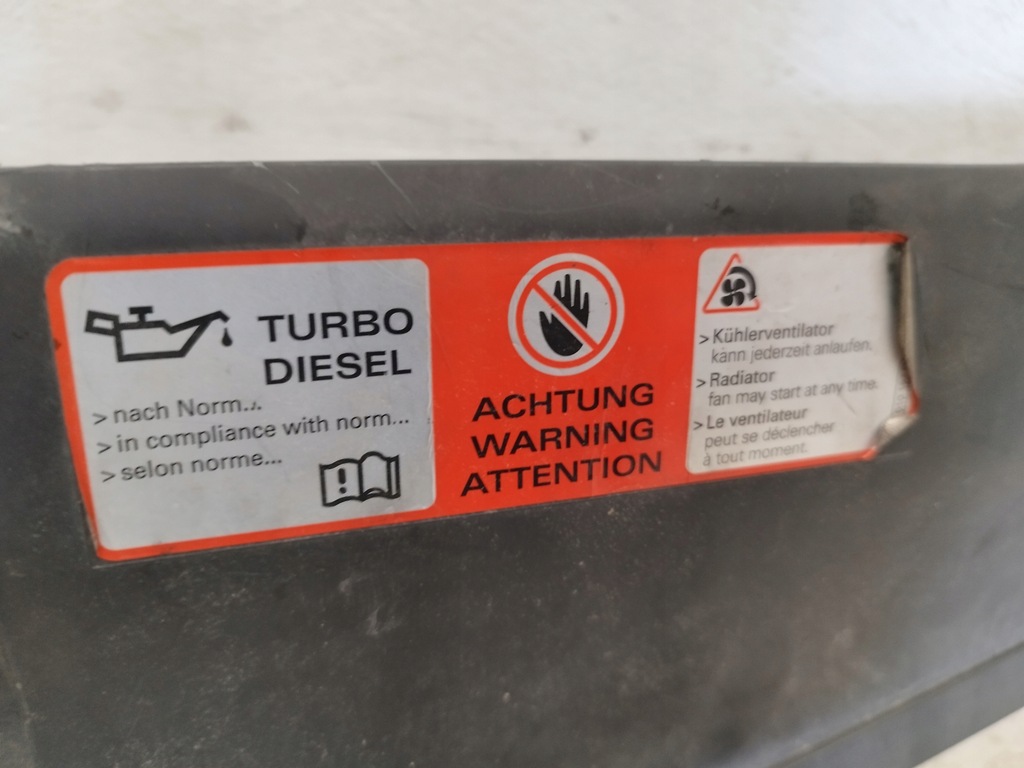 TURBO
DIESEL
> nach Norm...
> in compliance with norm...
> selon norme...
ACHTUNG
WARNING
ATTENTION
> Kühlerventilator
kann jederzeit anlaufen.
> Radiator
fan may start at any time.
> Le ventilateur
peut se déclencher
à tout moment.